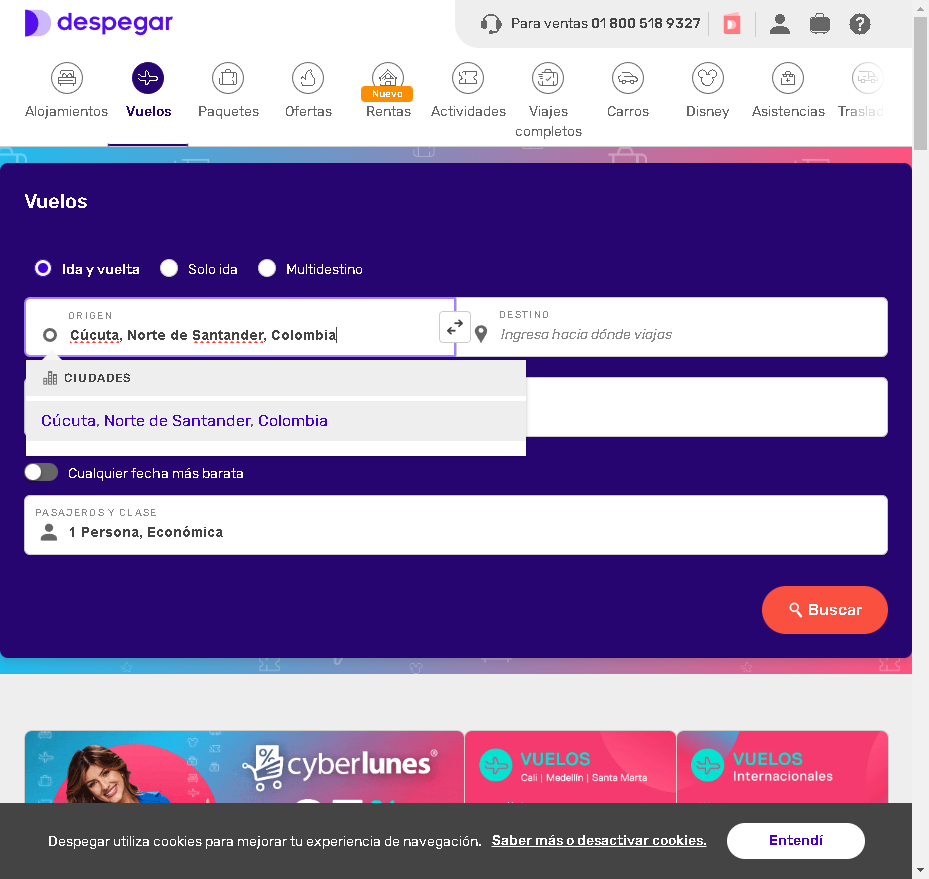 despegar
Para ventas 01 800 518 9327
Alojamientos
Vuelos
Paquetes
Ofertas
Nuevo
Rentas
Actividades
Viajes
completos
Carros
Disney
Asistencias
Traslad
Vuelos
Ida y vuelta
Solo ida
Multidestino
ORIGEN
Cúcuta, Norte de Santander, Colombia
DESTINO
Ingresa hacia dónde viajas
CIUDADES
Cúcuta, Norte de Santander, Colombia
Cualquier fecha más barata
PASAJEROS Y CLASE
1 Persona, Económica
Buscar
cyberlunes®
VUELOS
Cali | Medellín | Santa Marta
VUELOS
Internacionales
Despegar utiliza cookies para mejorar tu experiencia de navegación. Saber más o desactivar cookies.
Entendí